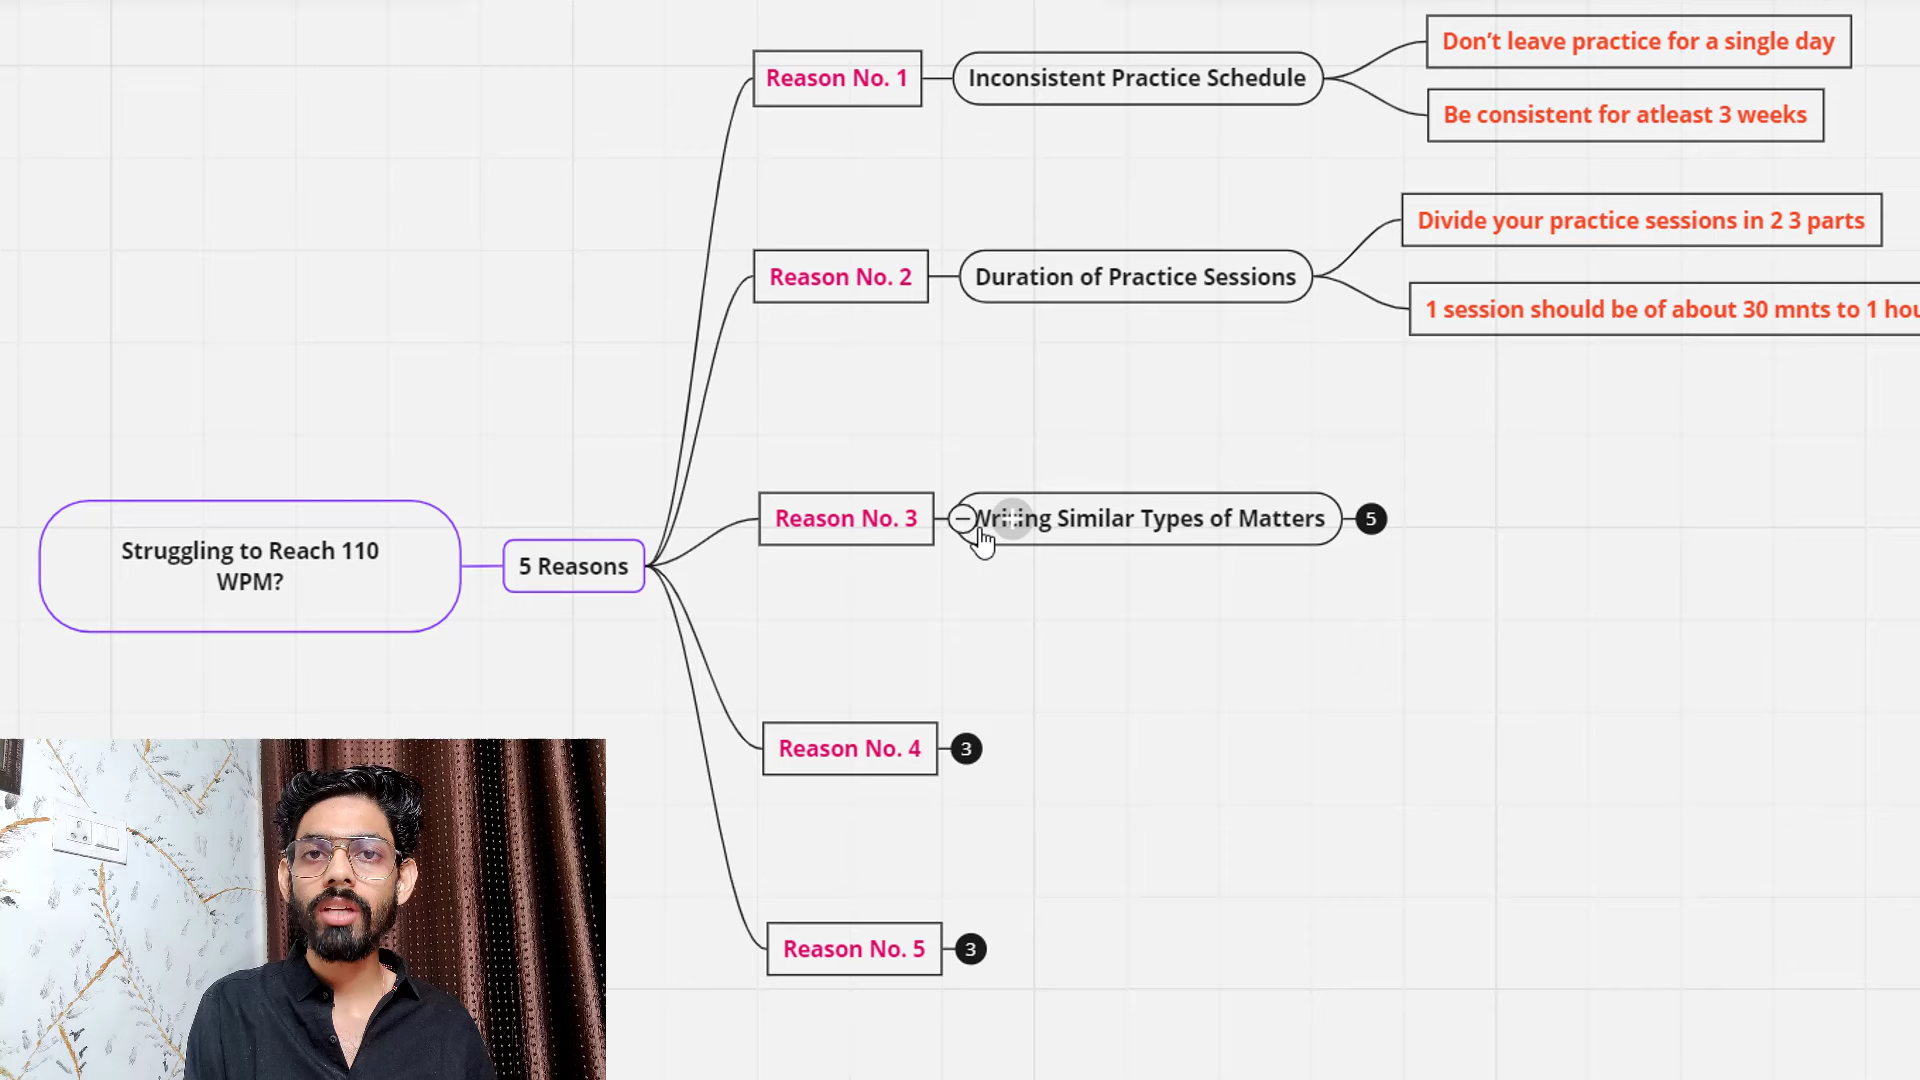 Reason No. 1
Inconsistent Practice Schedule
Don’t leave practice for a single day
Be consistent for atleast 3 weeks
Reason No. 2
Duration of Practice Sessions
Divide your practice sessions in 2 3 parts
1 session should be of about 30 mnts to 1
Struggling to Reach 110
WPM?
5 Reasons
Reason No. 3
Writing Similar Types of Matters
5
Reason No. 4
3
Reason No. 5
3